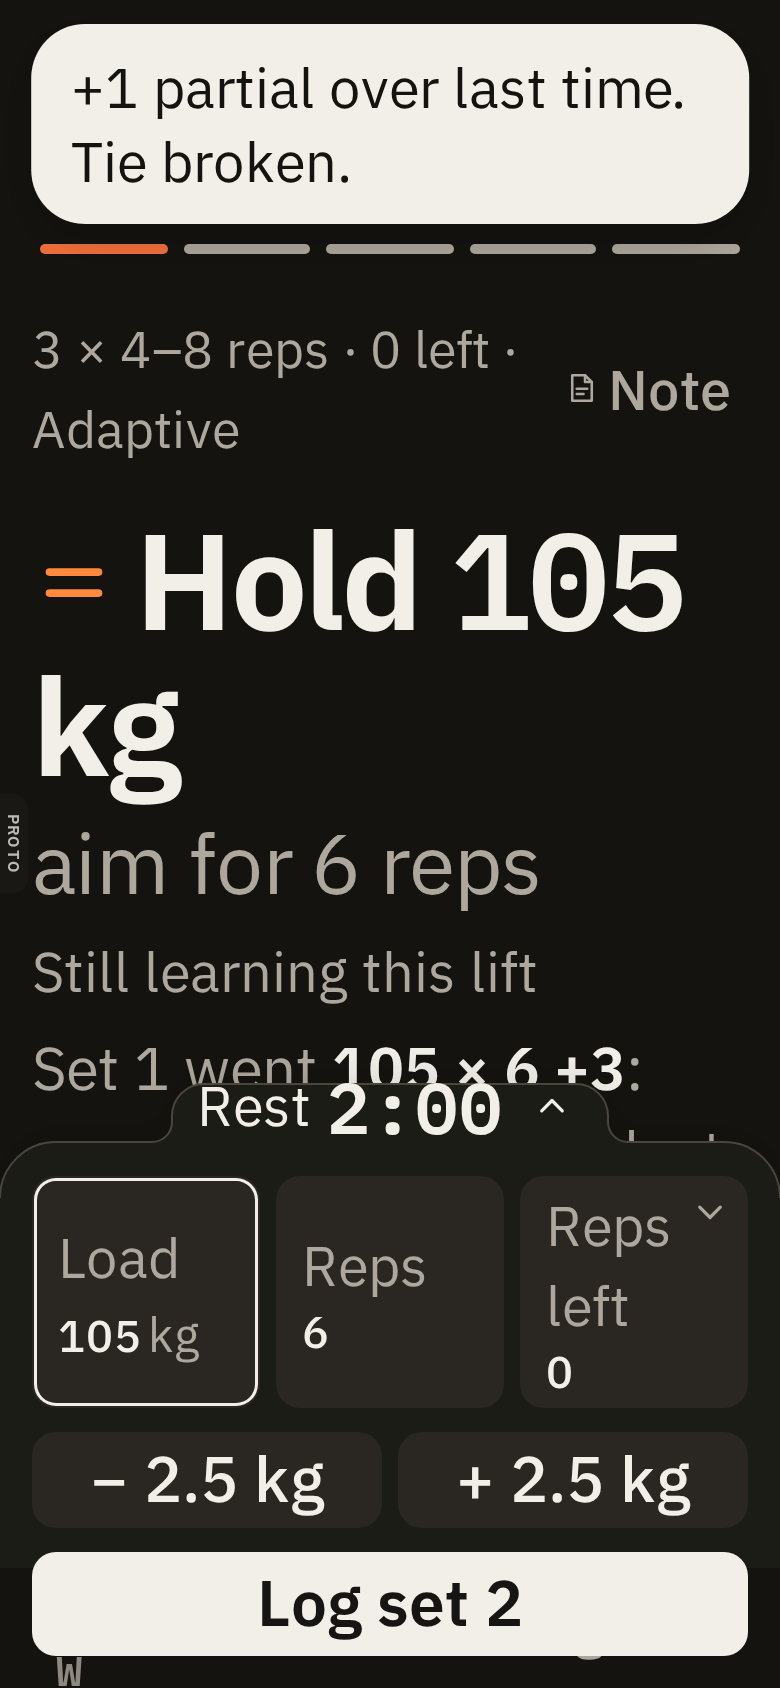 +1 partial over last time.
Tie broken.
3 × 4–8 reps · 0 left ·
Adaptive
Note
= Hold 105
kg
PROTO
aim for 6 reps
Still learning this lift
Set 1 went 105 × 6 +3:
Rest 2:00
Load
105 kg
Reps
6
Reps
left
0
− 2.5 kg
+ 2.5 kg
Log set 2
W